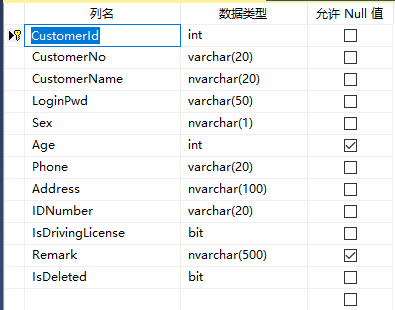 列名 数据类型 允许 Null 值
CustomerId int
CustomerNo varchar(20)
CustomerName nvarchar(20)
LoginPwd varchar(50)
Sex nvarchar(1)
Age int
Phone varchar(20)
Address nvarchar(100)
IDNumber varchar(20)
IsDrivingLicense bit
Remark nvarchar(500)
IsDeleted bit